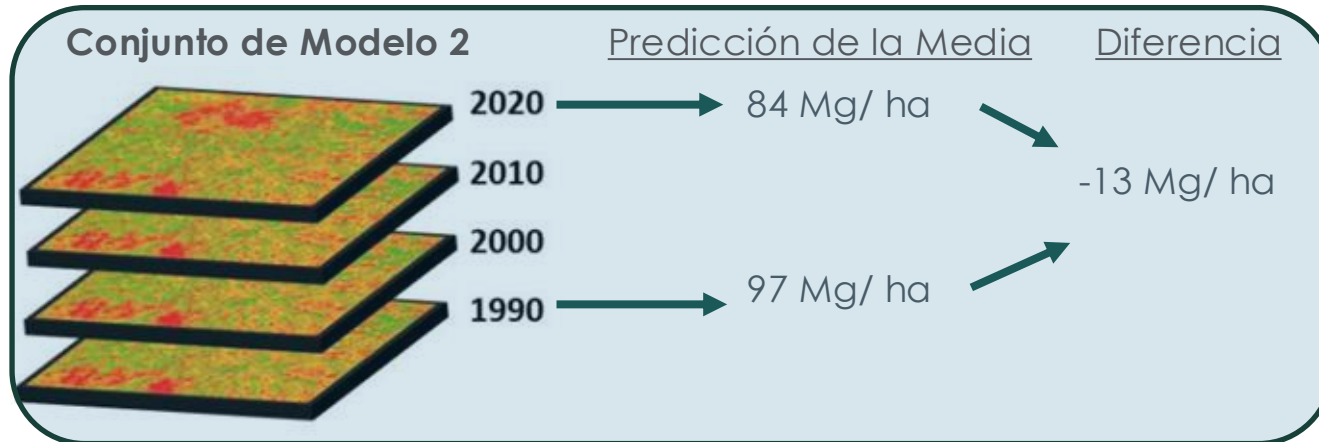 Conjunto de Modelo 2
Predicción de la Media
Diferencia
2020
84 Mg/ ha
2010
-13 Mg/ ha
2000
97 Mg/ ha
1990